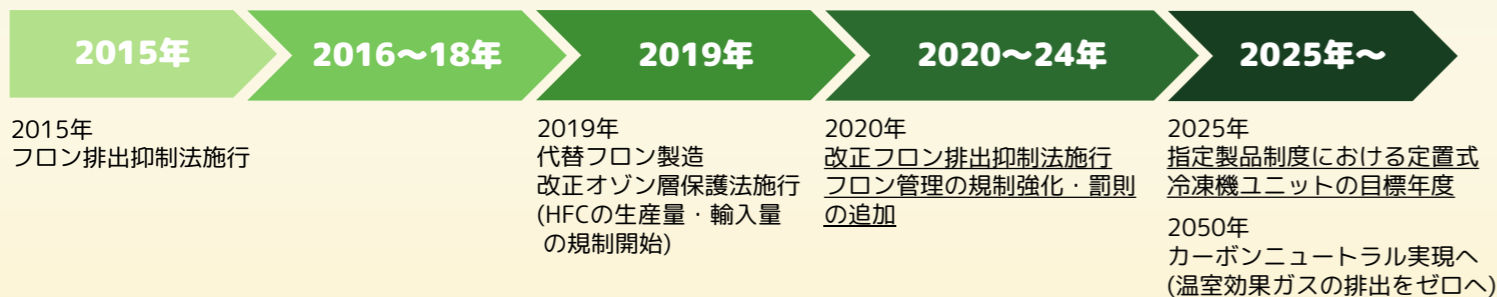 2015年
2016〜18年
2019年
2020〜24年
2025年〜
2015年
フロン排出抑制法施行
2019年
代替フロン製造
改正オゾン層保護法施行
(HFCの生産量・輸入量
の規制開始)
2020年
改正フロン排出抑制法施行
フロン管理の規制強化・罰則
の追加
2025年
指定製品制度における定置式
冷凍機ユニットの目標年度
2050年
カーボンニュートラル実現へ
(温室効果ガスの排出をゼロへ)